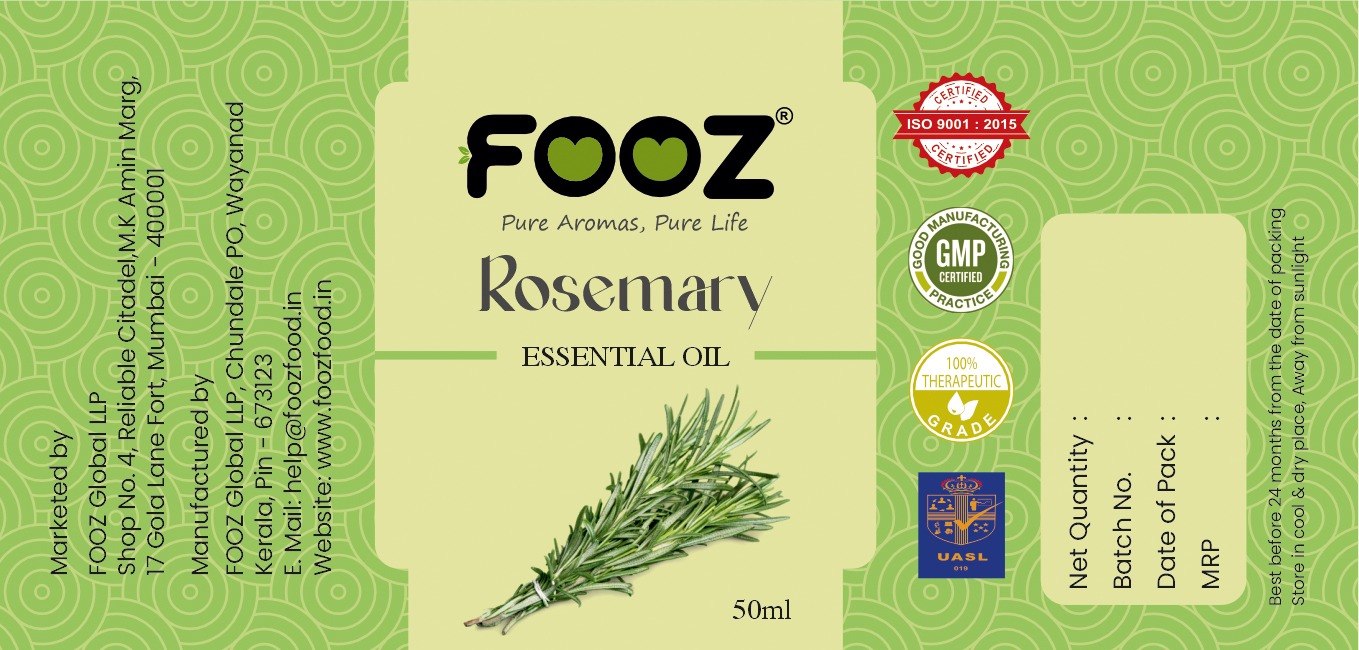 Marketed by
FOOZ Global LLP
Shop No. 4, Reliable Citadel,M.K Amin Marg,
17 Gola Lane Fort, Mumbai - 400001
Manufactured by
FOOZ Global LLP, Chundale PO, Wayanad
Kerala, Pin - 673123
E. Mail: help@foozfood.in
Website: www.foozfood.in
FOOZ®
Pure Aromas, Pure Life
Rosemary
ESSENTIAL OIL
50ml
CERTIFIED
ISO 9001 : 2015
CERTIFIED
GOOD MANUFACTURING
GMP
CERTIFIED
PRACTICE
100%
THERAPEUTIC
GRADE
UASL
019
Net Quantity :
Batch No. :
Date of Pack :
MRP :
Best before 24 months from the date of packing
Store in cool & dry place, Away from sunlight